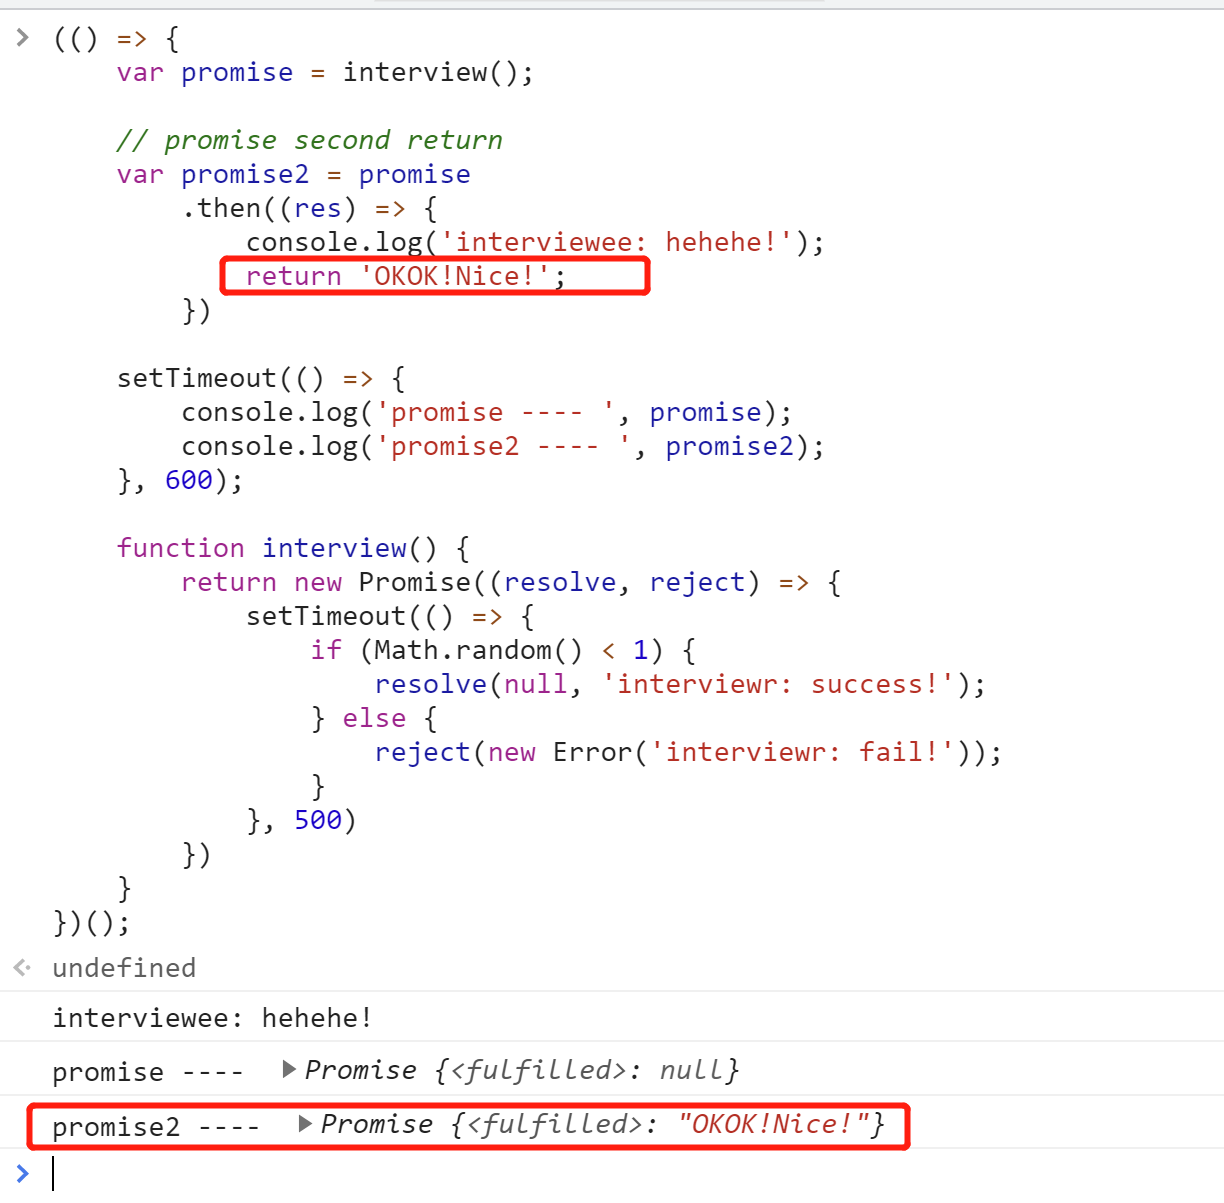 (() => {
    var promise = interview();

    // promise second return
    var promise2 = promise
        .then((res) => {
            console.log('interviewee: hehehe!');
            return 'OKOK!Nice!';
        })

    setTimeout(() => {
        console.log('promise ---- ', promise);
        console.log('promise2 ---- ', promise2);
    }, 600);

    function interview() {
        return new Promise((resolve, reject) => {
            setTimeout(() => {
                if (Math.random() < 1) {
                    resolve(null, 'interviewr: success!');
                } else {
                    reject(new Error('interviewr: fail!'));
                }
            }, 500)
        })
    }
})();
undefined
interviewee: hehehe!
promise ----  ▶Promise {<fulfilled>: null}
promise2 ----  ▶Promise {<fulfilled>: "OKOK!Nice!"}